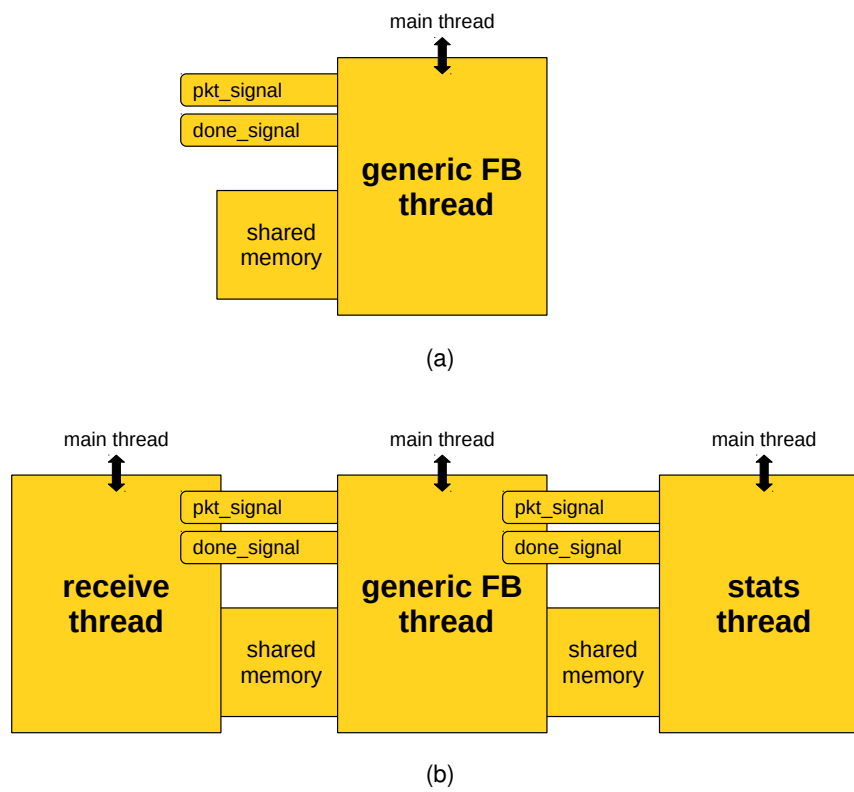 main thread
pkt_signal
done_signal
generic FB
thread
shared
memory
(a)
main thread
main thread
main thread
pkt_signal
pkt_signal
done_signal
done_signal
receive
thread
generic FB
thread
stats
thread
shared
memory
shared
memory
(b)